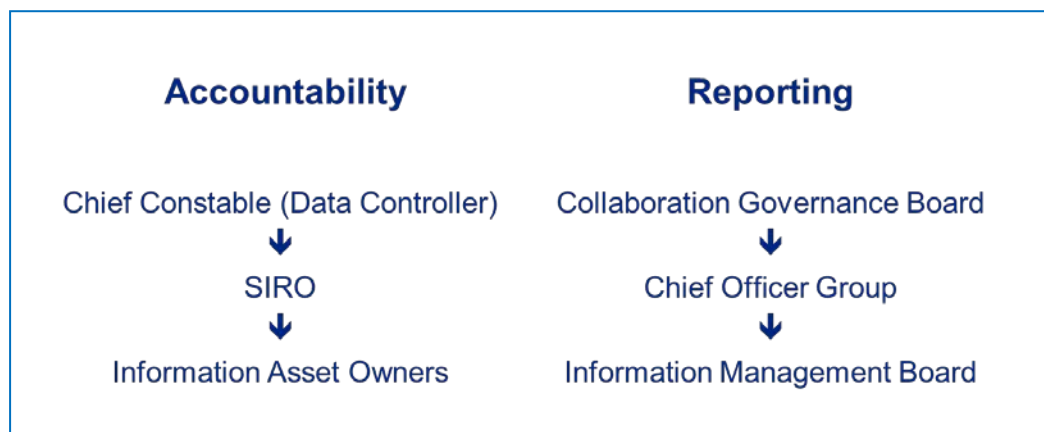 Accountability
Chief Constable (Data Controller)
SIRO
Information Asset Owners
Reporting
Collaboration Governance Board
Chief Officer Group
Information Management Board